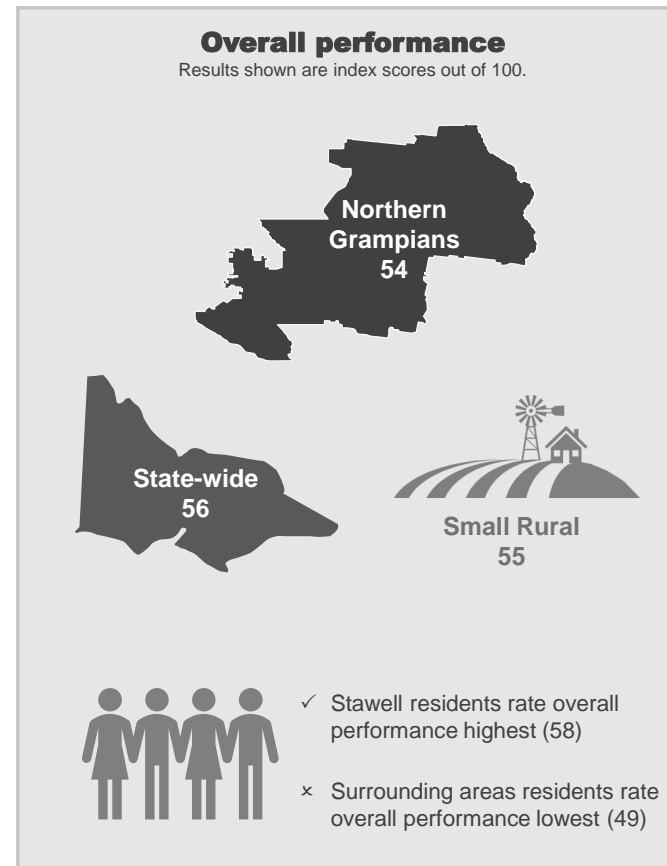 Overall performance
Results shown are index scores out of 100.
Northern
Grampians
54
State-wide
56
Small Rural
55
✓ Stawell residents rate overall
performance highest (58)
× Surrounding areas residents rate
overall performance lowest (49)